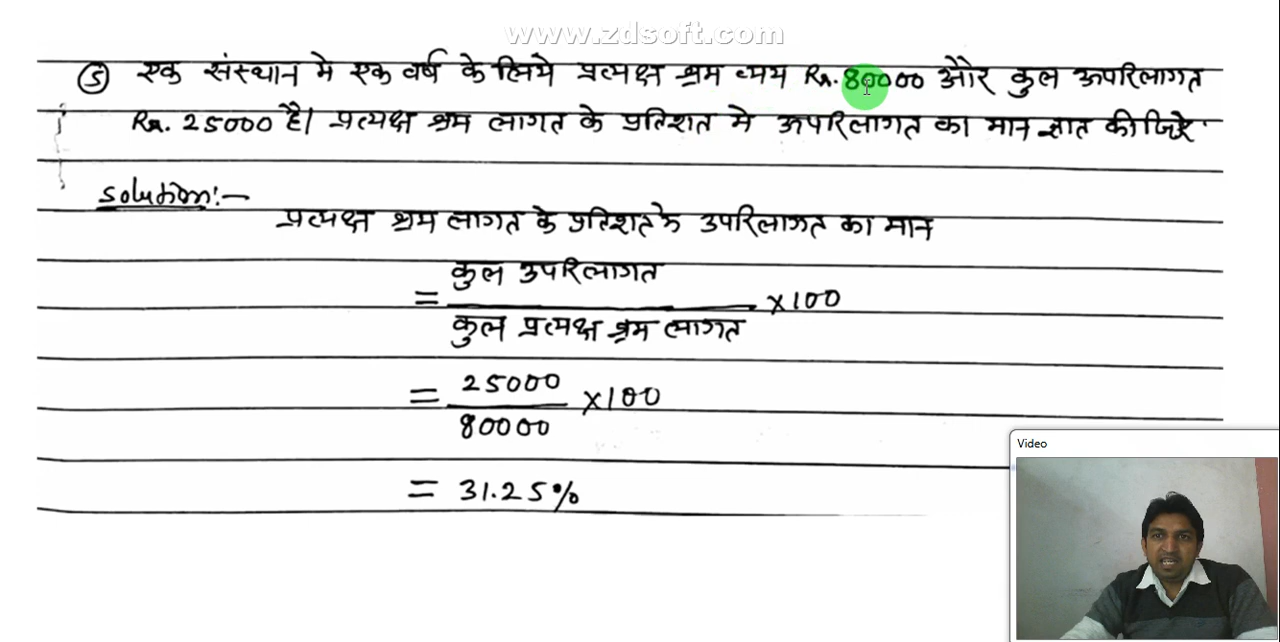 www.zdsoft.com
⑤ एक संस्थान मे एक वर्ष के लिये प्रत्यक्ष श्रम व्यय Rs. 80000 और कुल ऊपरिलागत
Rs. 25000 है। प्रत्यक्ष श्रम लागत के प्रतिशत मे ऊपरिलागत का मान ज्ञात कीजिरे
Solution:-
प्रत्यक्ष श्रम लागत के प्रतिशत के उपरिलागत का मान
= कुल उपरिलागत
कुल प्रत्यक्ष श्रम लागत ×100
= 25000
80000 ×100
= 31.25%
Video